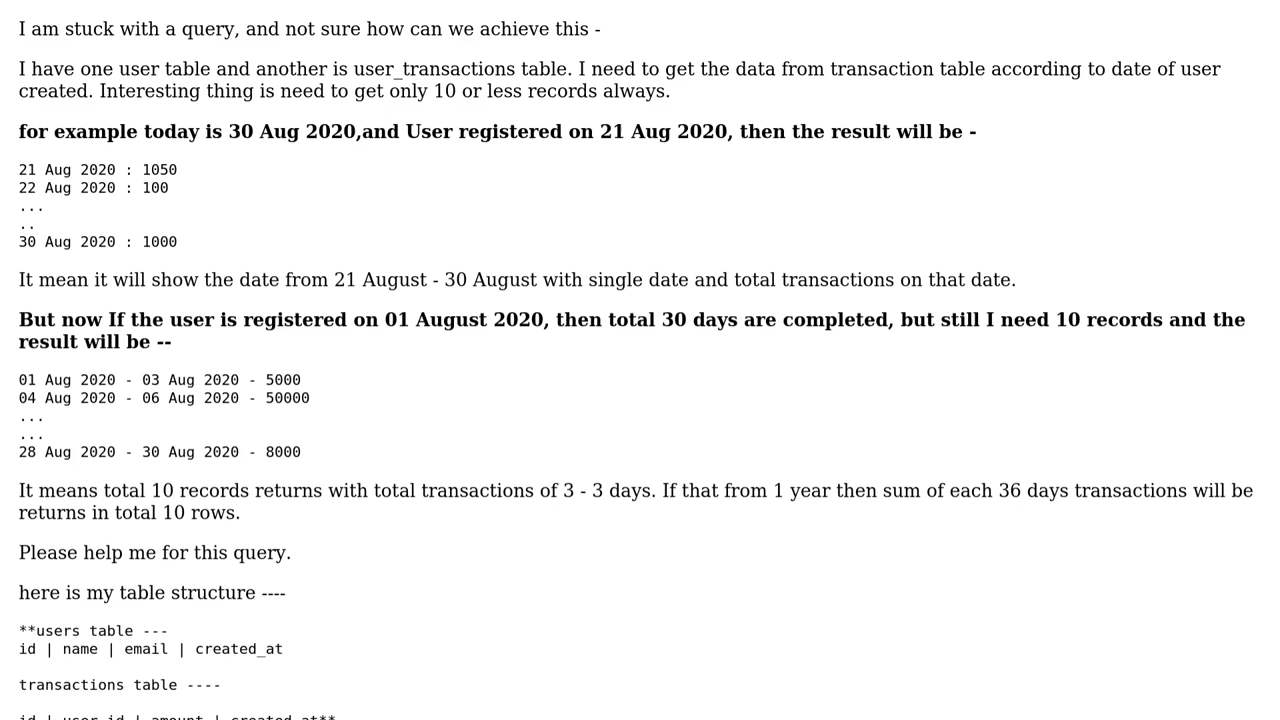 I am stuck with a query, and not sure how can we achieve this -
I have one user table and another is user_transactions table. I need to get the data from transaction table according to date of user
created. Interesting thing is need to get only 10 or less records always.
for example today is 30 Aug 2020,and User registered on 21 Aug 2020, then the result will be -
21 Aug 2020 : 1050
22 Aug 2020 : 100
...
..
30 Aug 2020 : 1000
It mean it will show the date from 21 August - 30 August with single date and total transactions on that date.
But now If the user is registered on 01 August 2020, then total 30 days are completed, but still I need 10 records and the
result will be --
01 Aug 2020 - 03 Aug 2020 - 5000
04 Aug 2020 - 06 Aug 2020 - 50000
...
...
28 Aug 2020 - 30 Aug 2020 - 8000
It means total 10 records returns with total transactions of 3 - 3 days. If that from 1 year then sum of each 36 days transactions will be
returns in total 10 rows.
Please help me for this query.
here is my table structure ----
**users table ---
id | name | email | created_at
transactions table ----
id | user_id | amount | created_at**